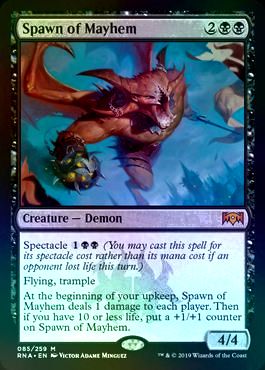 Spawn of Mayhem 2
Creature — Demon
Spectacle 1 (You may cast this spell for
its spectacle cost rather than its mana cost if an
opponent lost life this turn.)
Flying, trample
At the beginning of your upkeep, Spawn of
Mayhem deals 1 damage to each player. Then
if you have 10 or less life, put a +1/+1 counter
on Spawn of Mayhem.
4/4
085/259 M
RNA • EN VICTOR ADAME MINGUEZ
™ & © 2019 Wizards of the Coast